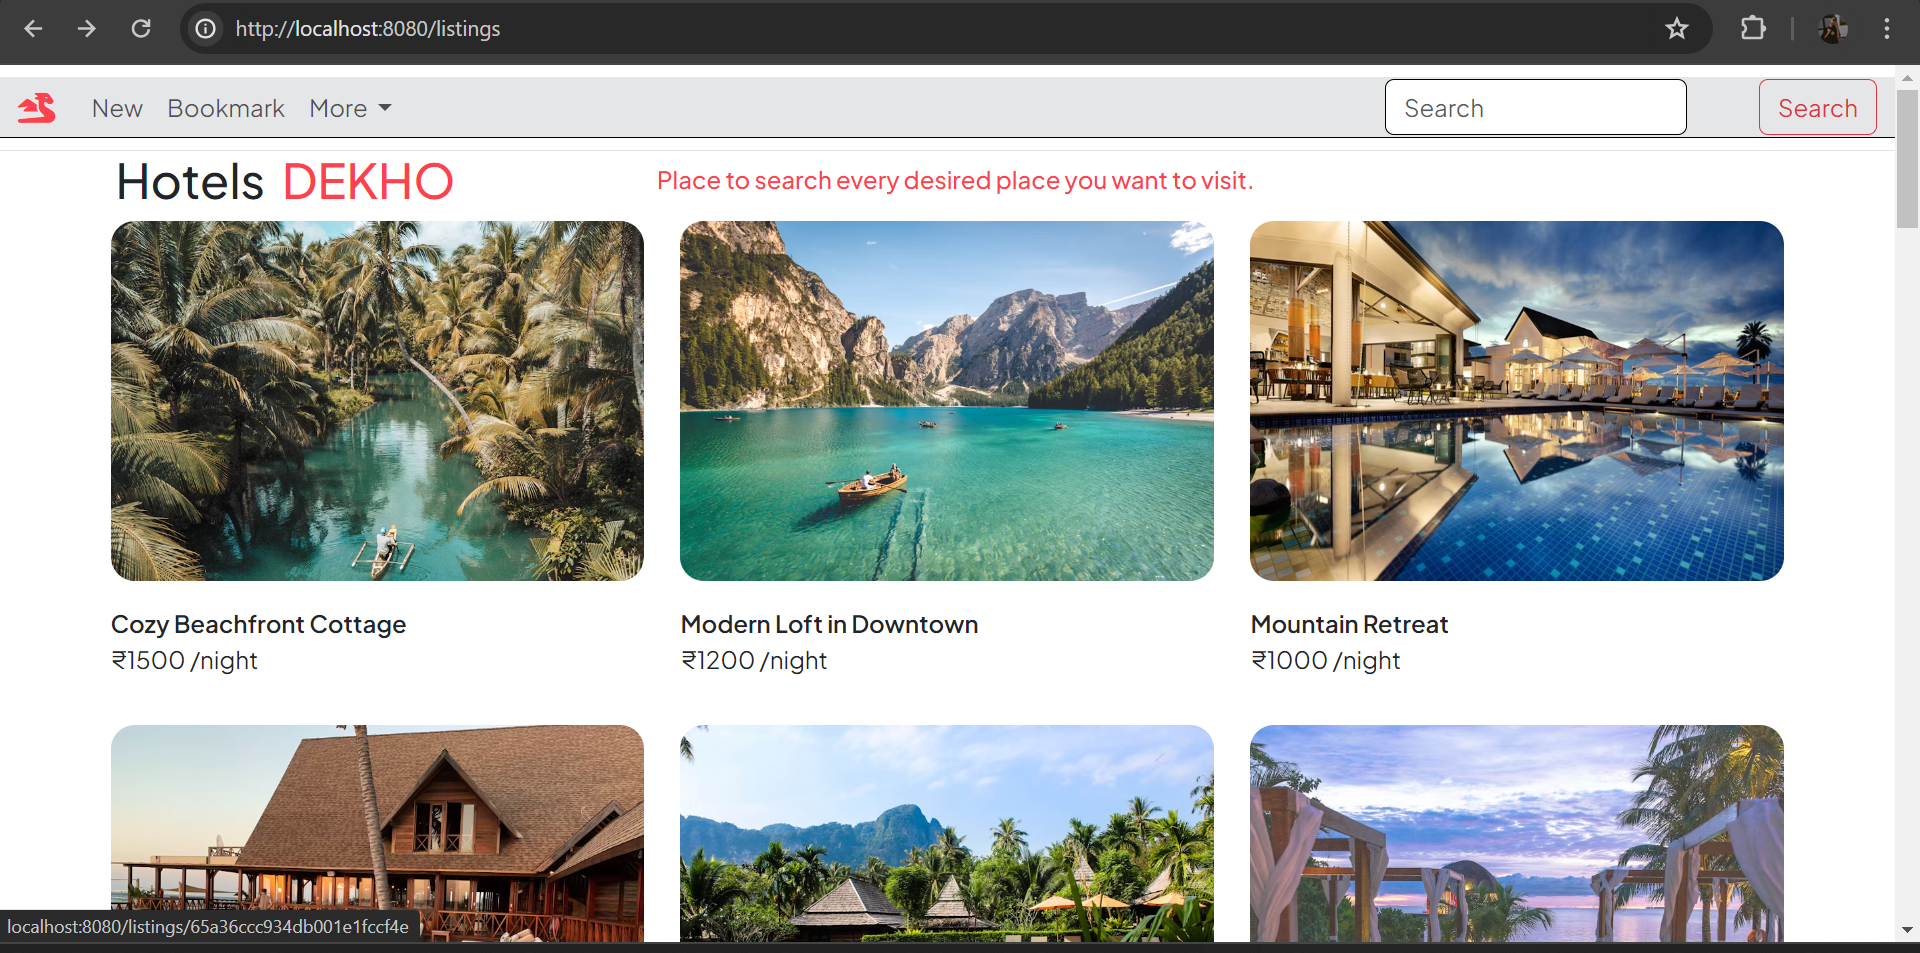 http://localhost:8080/listings
New Bookmark More Search Search
Hotels DEKHO
Place to search every desired place you want to visit.
Cozy Beachfront Cottage
₹1500 /night
Modern Loft in Downtown
₹1200 /night
Mountain Retreat
₹1000 /night
localhost:8080/listings/65a36ccc934db001e1fccf4e